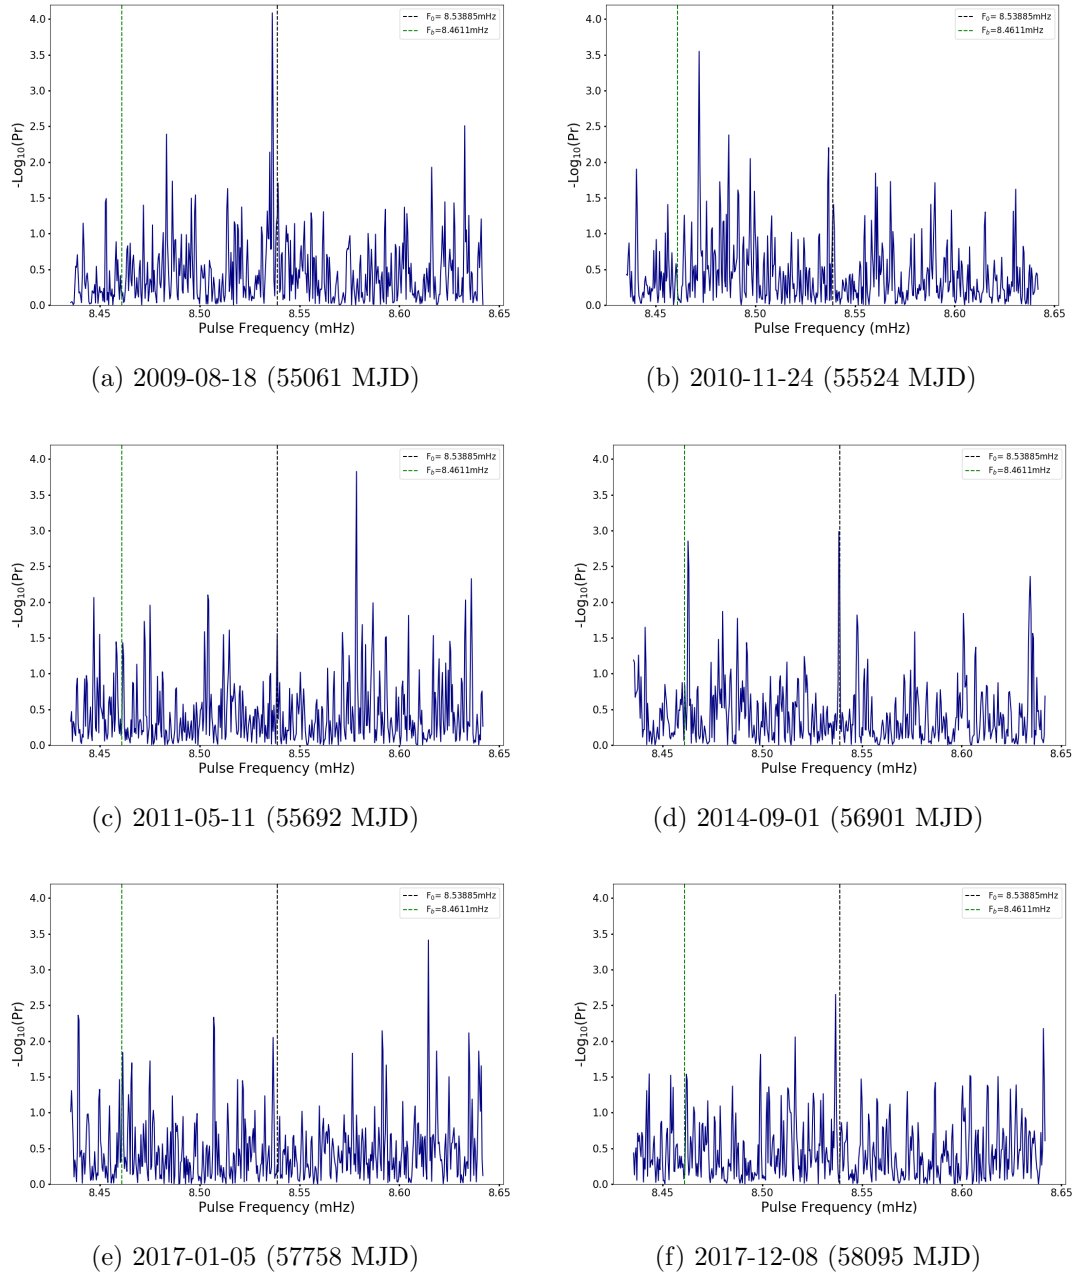 4.0
3.5
3.0
2.5
2.0
1.5
1.0
0.5
0.0
-Log₁₀(Pr)
F₀= 8.53885mHz
F_b=8.4611mHz
8.45 8.50 8.55 8.60 8.65
Pulse Frequency (mHz)
(a) 2009-08-18 (55061 MJD)
4.0
3.5
3.0
2.5
2.0
1.5
1.0
0.5
0.0
-Log₁₀(Pr)
F₀= 8.53885mHz
F_b=8.4611mHz
8.45 8.50 8.55 8.60 8.65
Pulse Frequency (mHz)
(b) 2010-11-24 (55524 MJD)
4.0
3.5
3.0
2.5
2.0
1.5
1.0
0.5
0.0
-Log₁₀(Pr)
F₀= 8.53885mHz
F_b=8.4611mHz
8.45 8.50 8.55 8.60 8.65
Pulse Frequency (mHz)
(c) 2011-05-11 (55692 MJD)
4.0
3.5
3.0
2.5
2.0
1.5
1.0
0.5
0.0
-Log₁₀(Pr)
F₀= 8.53885mHz
F_b=8.4611mHz
8.45 8.50 8.55 8.60 8.65
Pulse Frequency (mHz)
(d) 2014-09-01 (56901 MJD)
4.0
3.5
3.0
2.5
2.0
1.5
1.0
0.5
0.0
-Log₁₀(Pr)
F₀= 8.53885mHz
F_b=8.4611mHz
8.45 8.50 8.55 8.60 8.65
Pulse Frequency (mHz)
(e) 2017-01-05 (57758 MJD)
4.0
3.5
3.0
2.5
2.0
1.5
1.0
0.5
0.0
-Log₁₀(Pr)
F₀= 8.53885mHz
F_b=8.4611mHz
8.45 8.50 8.55 8.60 8.65
Pulse Frequency (mHz)
(f) 2017-12-08 (58095 MJD)